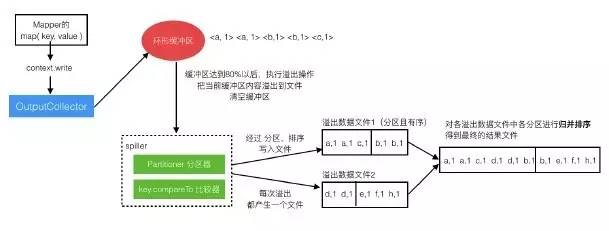 Mapper的
map( key, value )
context.write
OutputCollector
环形缓冲区
<a, 1> <a, 1> <b,1> <b,1> <c,1>
缓冲区达到80%以后，执行溢出操作
把当前缓冲区内容溢出到文件
清空缓冲区
spiller
Partitioner 分区器
key.compareTo 比较器
经过 分区、排序
写入文件
每次溢出
都产生一个文件
溢出数据文件1（分区且有序）
a,1 a,1 c,1 b,1 b,1
溢出数据文件2
d,1 d,1 e,1 f,1 h,1
对各溢出数据文件中各分区进行归并排序
得到最终的结果文件
a,1 a,1 c,1 d,1 d,1 b,1 b,1 e,1 f,1 h,1